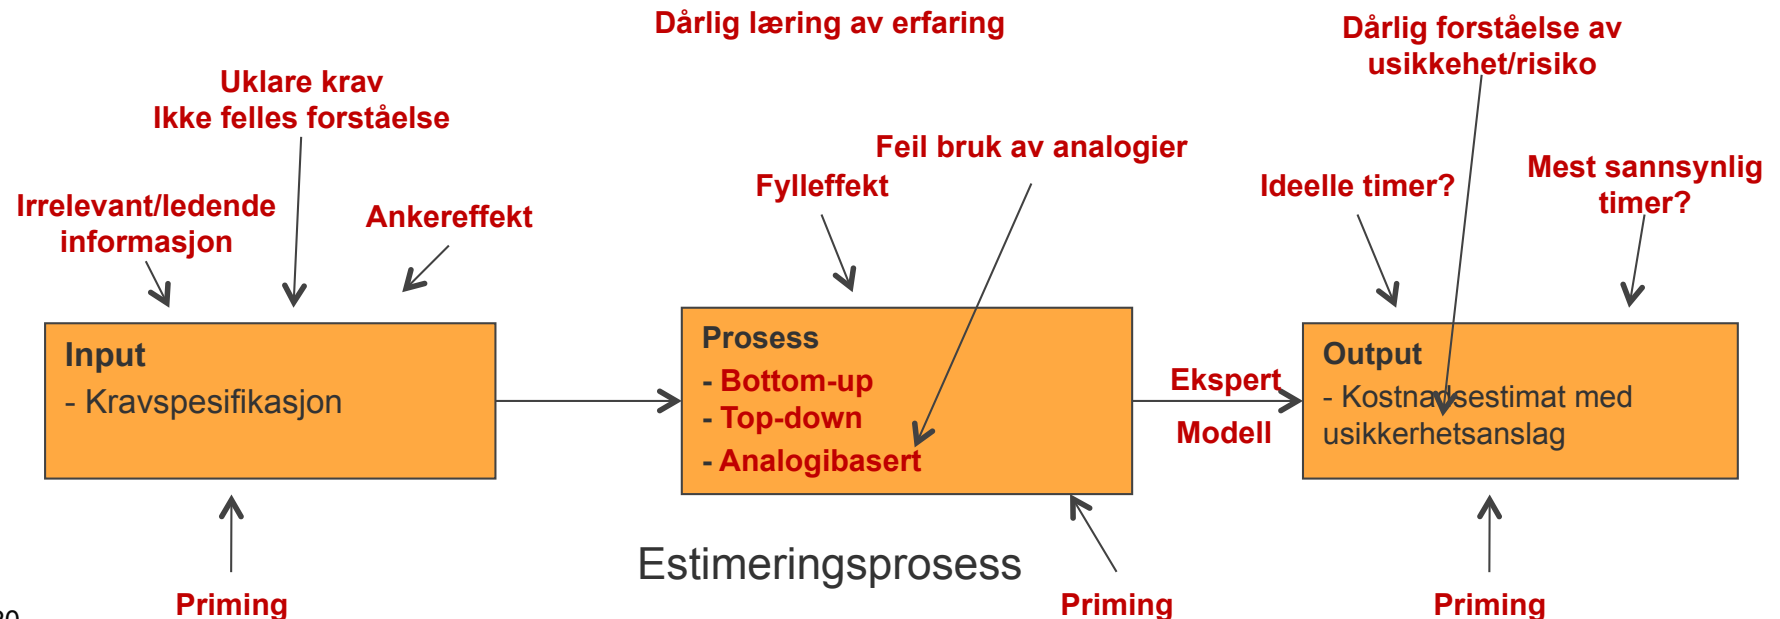 Dårlig læring av erfaring
Dårlig forståelse av
usikkehet/risiko
Uklare krav
Ikke felles forståelse
Feil bruk av analogier
Fylleffekt
Ideelle timer?
Mest sannsynlig
timer?
Irrelevant/ledende
informasjon
Ankereffekt
Input
- Kravspesifikasjon
Prosess
- Bottom-up
- Top-down
- Analogibasert
Ekspert
Modell
Output
- Kostnadsestimat med
usikkerhetsanslag
Estimeringsprosess
Priming
Priming
Priming